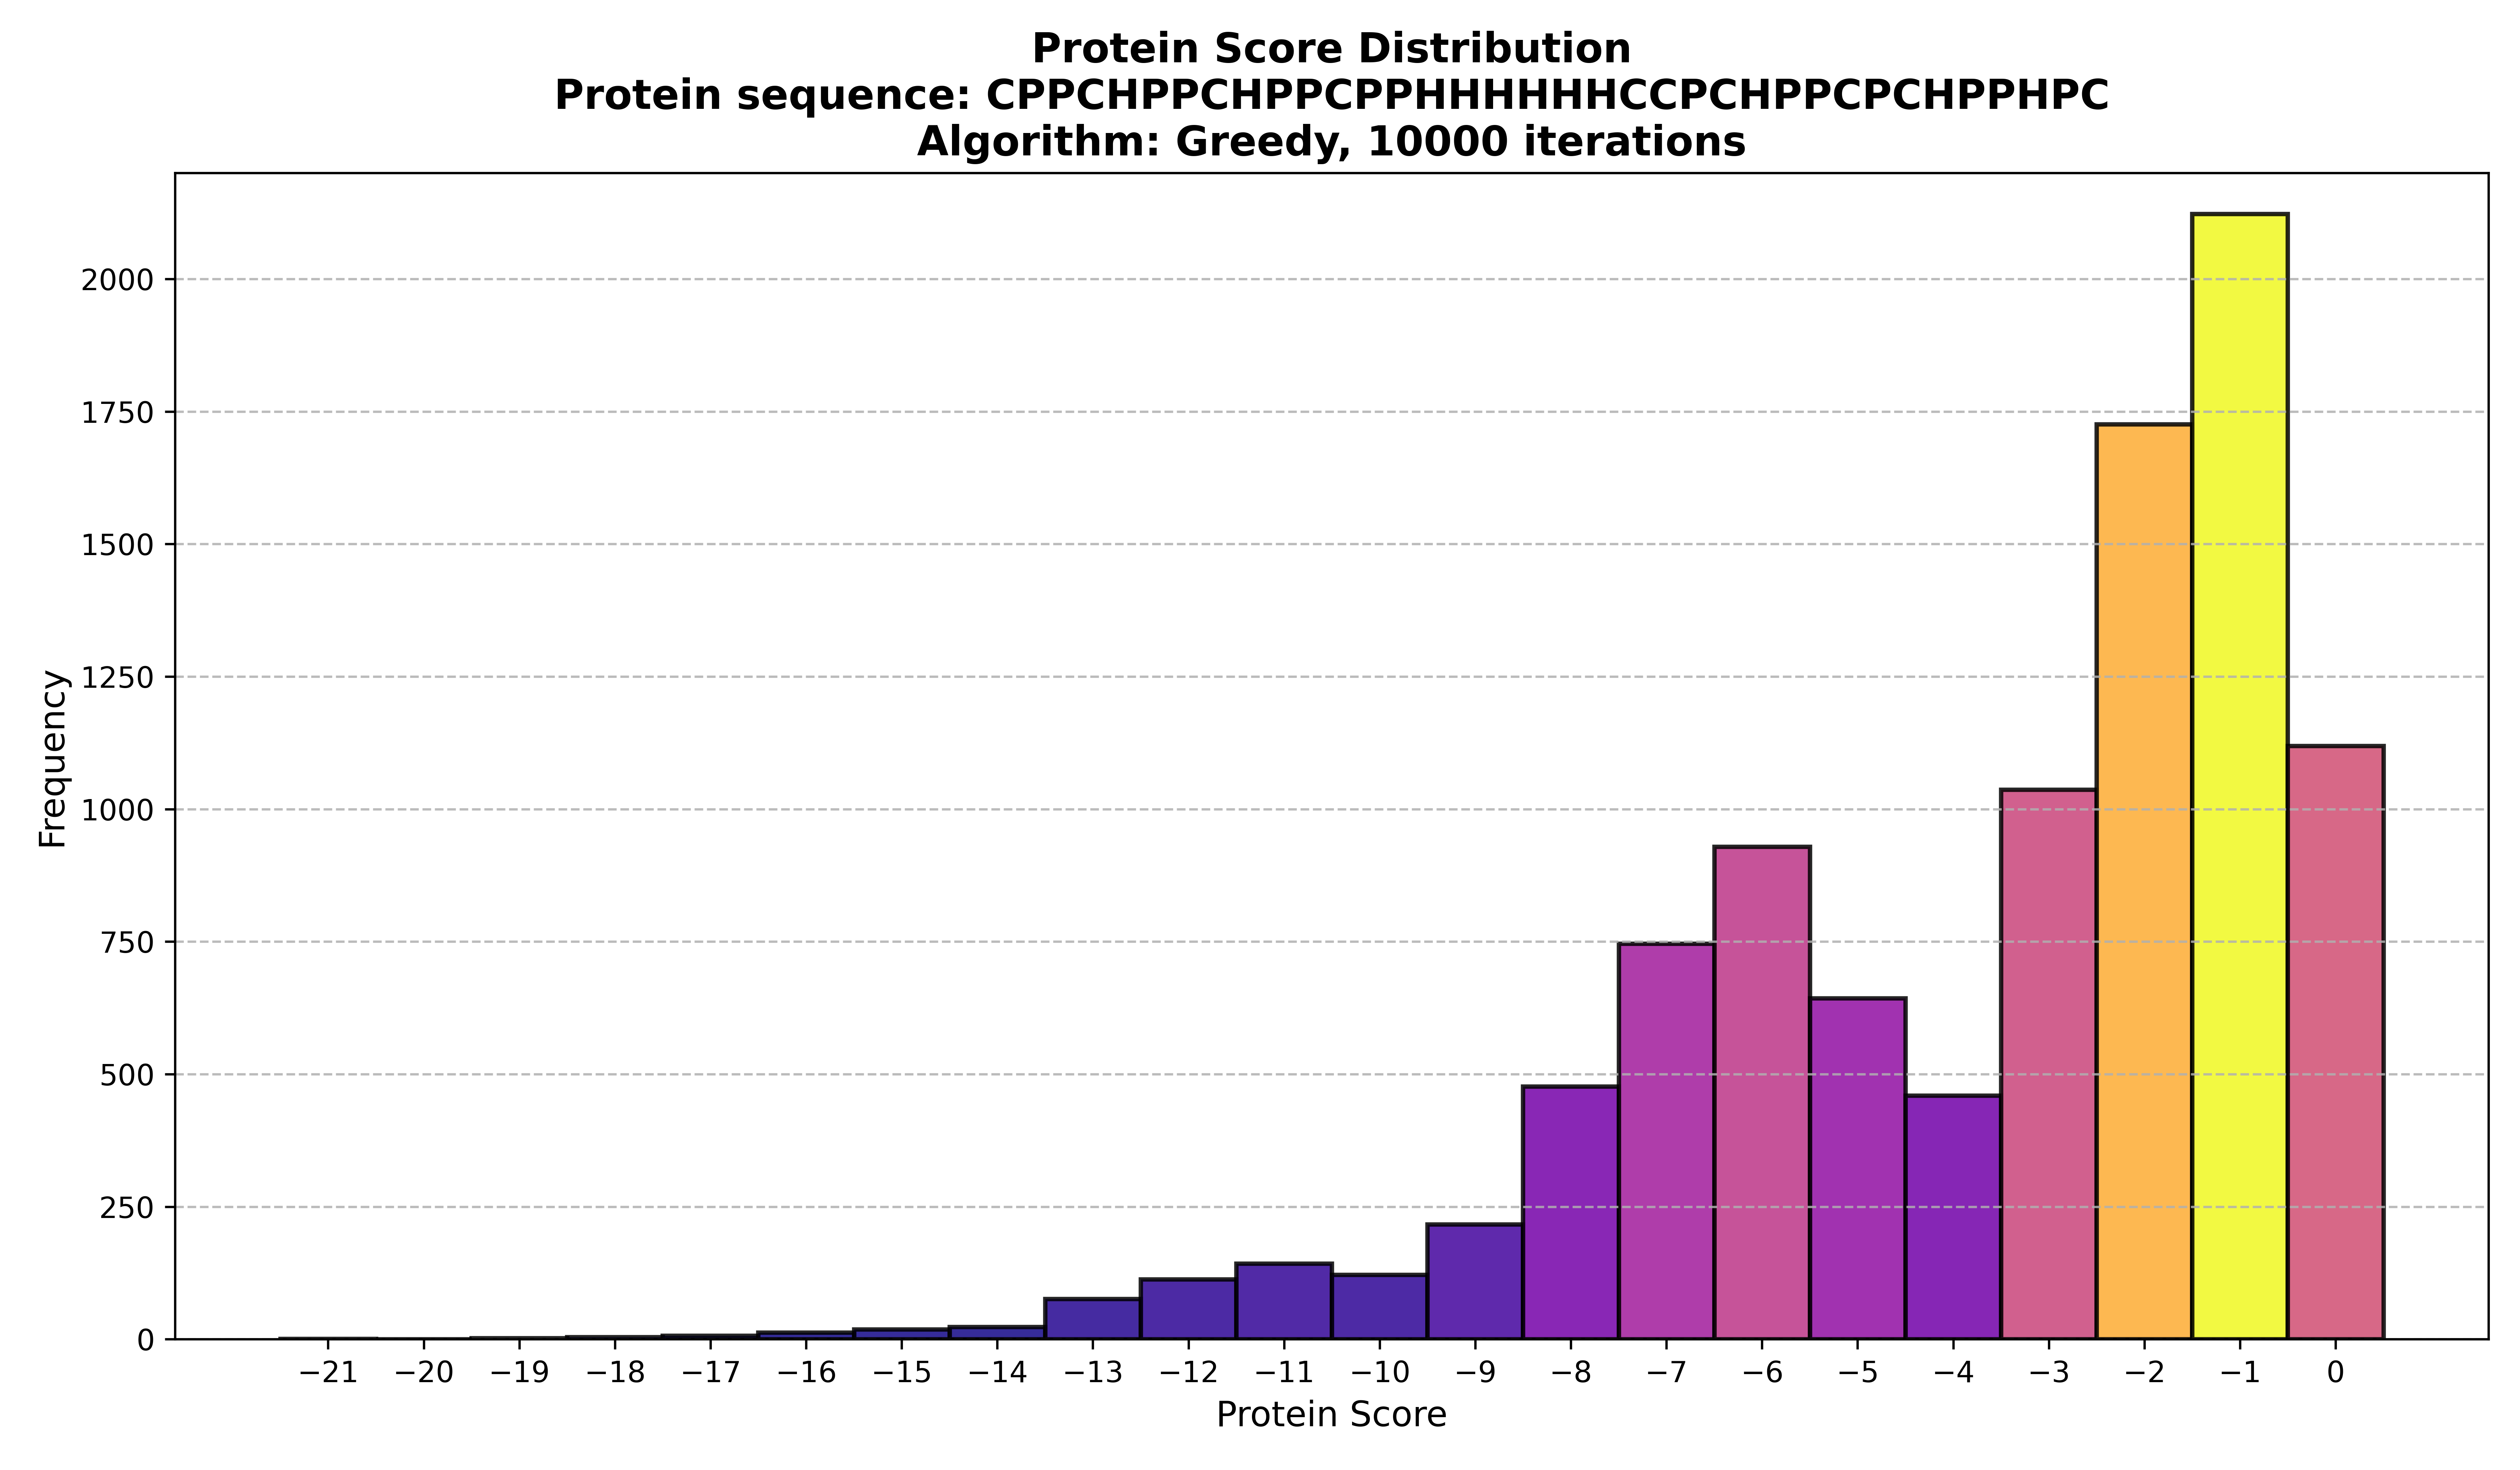 Protein Score Distribution
Protein sequence: CPPCHPPCHPPCPPHHHHHHHCCPCHPPCPCHPPHPC
Algorithm: Greedy, 10000 iterations
2000
1750
1500
1250
1000
750
500
250
0
Frequency
−21 −20 −19 −18 −17 −16 −15 −14 −13 −12 −11 −10 −9 −8 −7 −6 −5 −4 −3 −2 −1 0
Protein Score